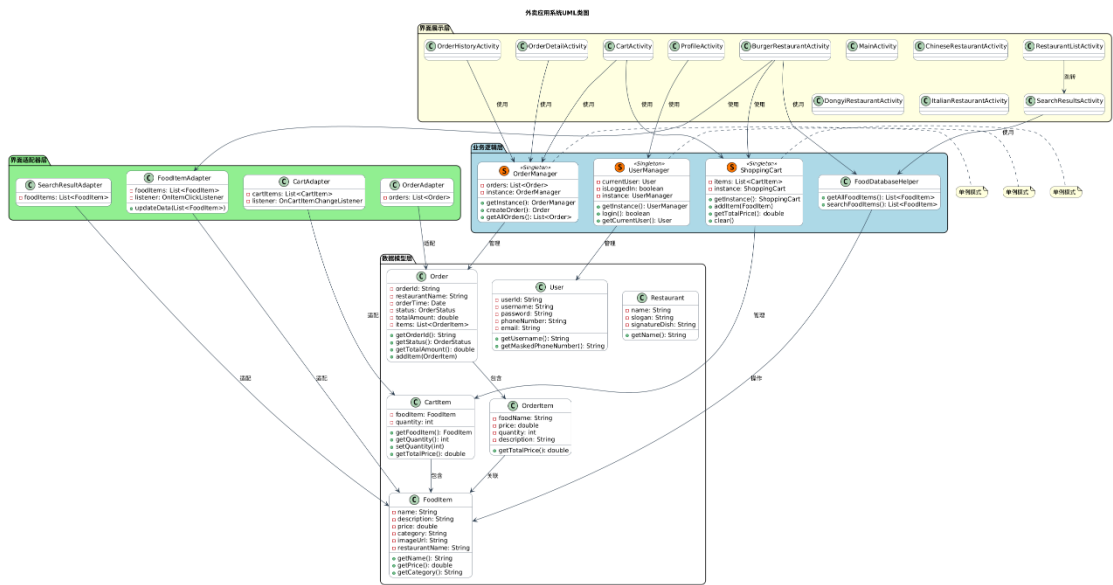 外卖应用系统UML类图
界面展示层
C OrderHistoryActivity
C OrderDetailActivity
C CartActivity
C ProfileActivity
C BurgerRestaurantActivity
C MainActivity
C ChineseRestaurantActivity
C RestaurantListActivity
C DongyiRestaurantActivity
C ItalianRestaurantActivity
C SearchResultsActivity
跳转
使用
使用
使用
使用
使用
使用
使用
使用
界面适配器层
C SearchResultAdapter
foodItems: List<FoodItem>
C FoodItemAdapter
foodItems: List<FoodItem>
listener: OnItemClickListener
updateData(List<FoodItem>)
C CartAdapter
cartItems: List<CartItem>
listener: OnCartItemChangeListener
C OrderAdapter
orders: List<Order>
业务逻辑层
S «Singleton»
OrderManager
orders: List<Order>
instance: OrderManager
getInstance(): OrderManager
createOrder(): Order
getAllOrders(): List<Order>
S «Singleton»
UserManager
currentUser: User
isLoggedIn: boolean
instance: UserManager
getInstance(): UserManager
login(): boolean
getCurrentUser(): User
S «Singleton»
ShoppingCart
items: List<CartItem>
instance: ShoppingCart
getInstance(): ShoppingCart
addItem(FoodItem)
getTotalPrice(): double
clear()
C FoodDatabaseHelper
getAllFoodItems(): List<FoodItem>
searchFoodItems(): List<FoodItem>
单例模式
单例模式
单例模式
适配
管理
管理
数据模型层
C Order
orderId: String
restaurantName: String
orderTime: Date
status: OrderStatus
totalAmount: double
items: List<OrderItem>
getOrderId(): String
getStatus(): OrderStatus
getTotalAmount(): double
addItem(OrderItem)
C User
userId: String
username: String
password: String
phoneNumber: String
email: String
getUsername(): String
getMaskedPhoneNumber(): String
C Restaurant
name: String
slogan: String
signatureDish: String
getName(): String
适配
管理
适配
适配
包含
操作
C CartItem
foodItem: FoodItem
quantity: int
getFoodItem(): FoodItem
getQuantity(): int
setQuantity(int)
getTotalPrice(): double
C OrderItem
foodName: String
price: double
quantity: int
description: String
getTotalPrice(): double
包含
关联
C FoodItem
name: String
description: String
price: double
category: String
imageUrl: String
restaurantName: String
getName(): String
getPrice(): double
getCategory(): String